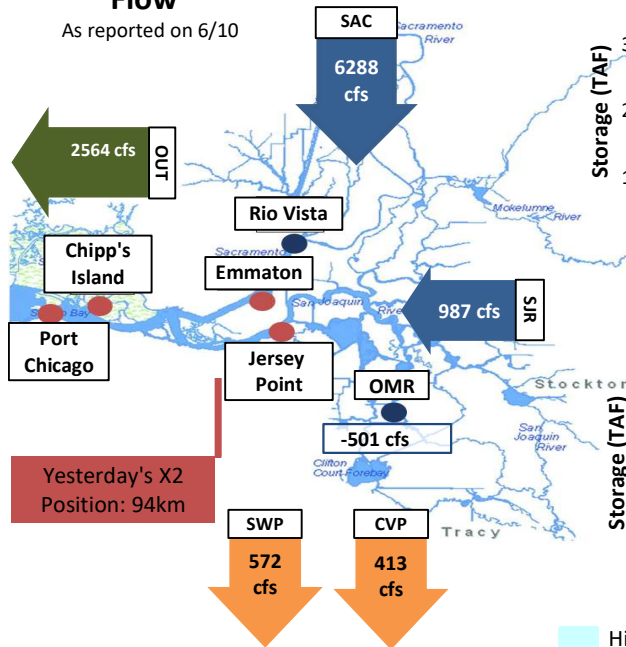 Flow
As reported on 6/10
SAC
Sacramento
River
6288
cfs
Storage (TAF)
3
2
1
2564 cfs
OUT
Mokelumne
River
Rio Vista
Chipp's
Island
Sacramento
Emmaton
San Joaquin
River
987 cfs
SJR
Port
Chicago
Jersey
Point
OMR
Stockton
-501 cfs
San
Joaquin
River
Storage (TAF)
Clifton
Court Forebay
Yesterday's X2
Position: 94km
Tracy
SWP
CVP
572
cfs
413
cfs
Hi